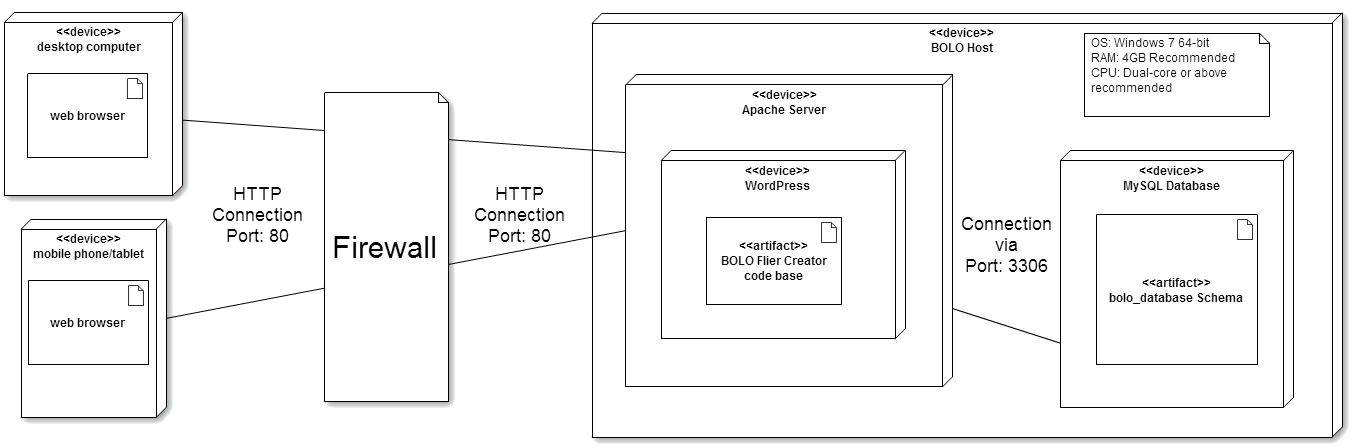 <<device>>
desktop computer
web browser
<<device>>
mobile phone/tablet
web browser
HTTP
Connection
Port: 80
Firewall
HTTP
Connection
Port: 80
<<device>>
BOLO Host
OS: Windows 7 64-bit
RAM: 4GB Recommended
CPU: Dual-core or above
recommended
<<device>>
Apache Server
<<device>>
WordPress
<<artifact>>
BOLO Flier Creator
code base
Connection
via
Port: 3306
<<device>>
MySQL Database
<<artifact>>
bolo_database Schema